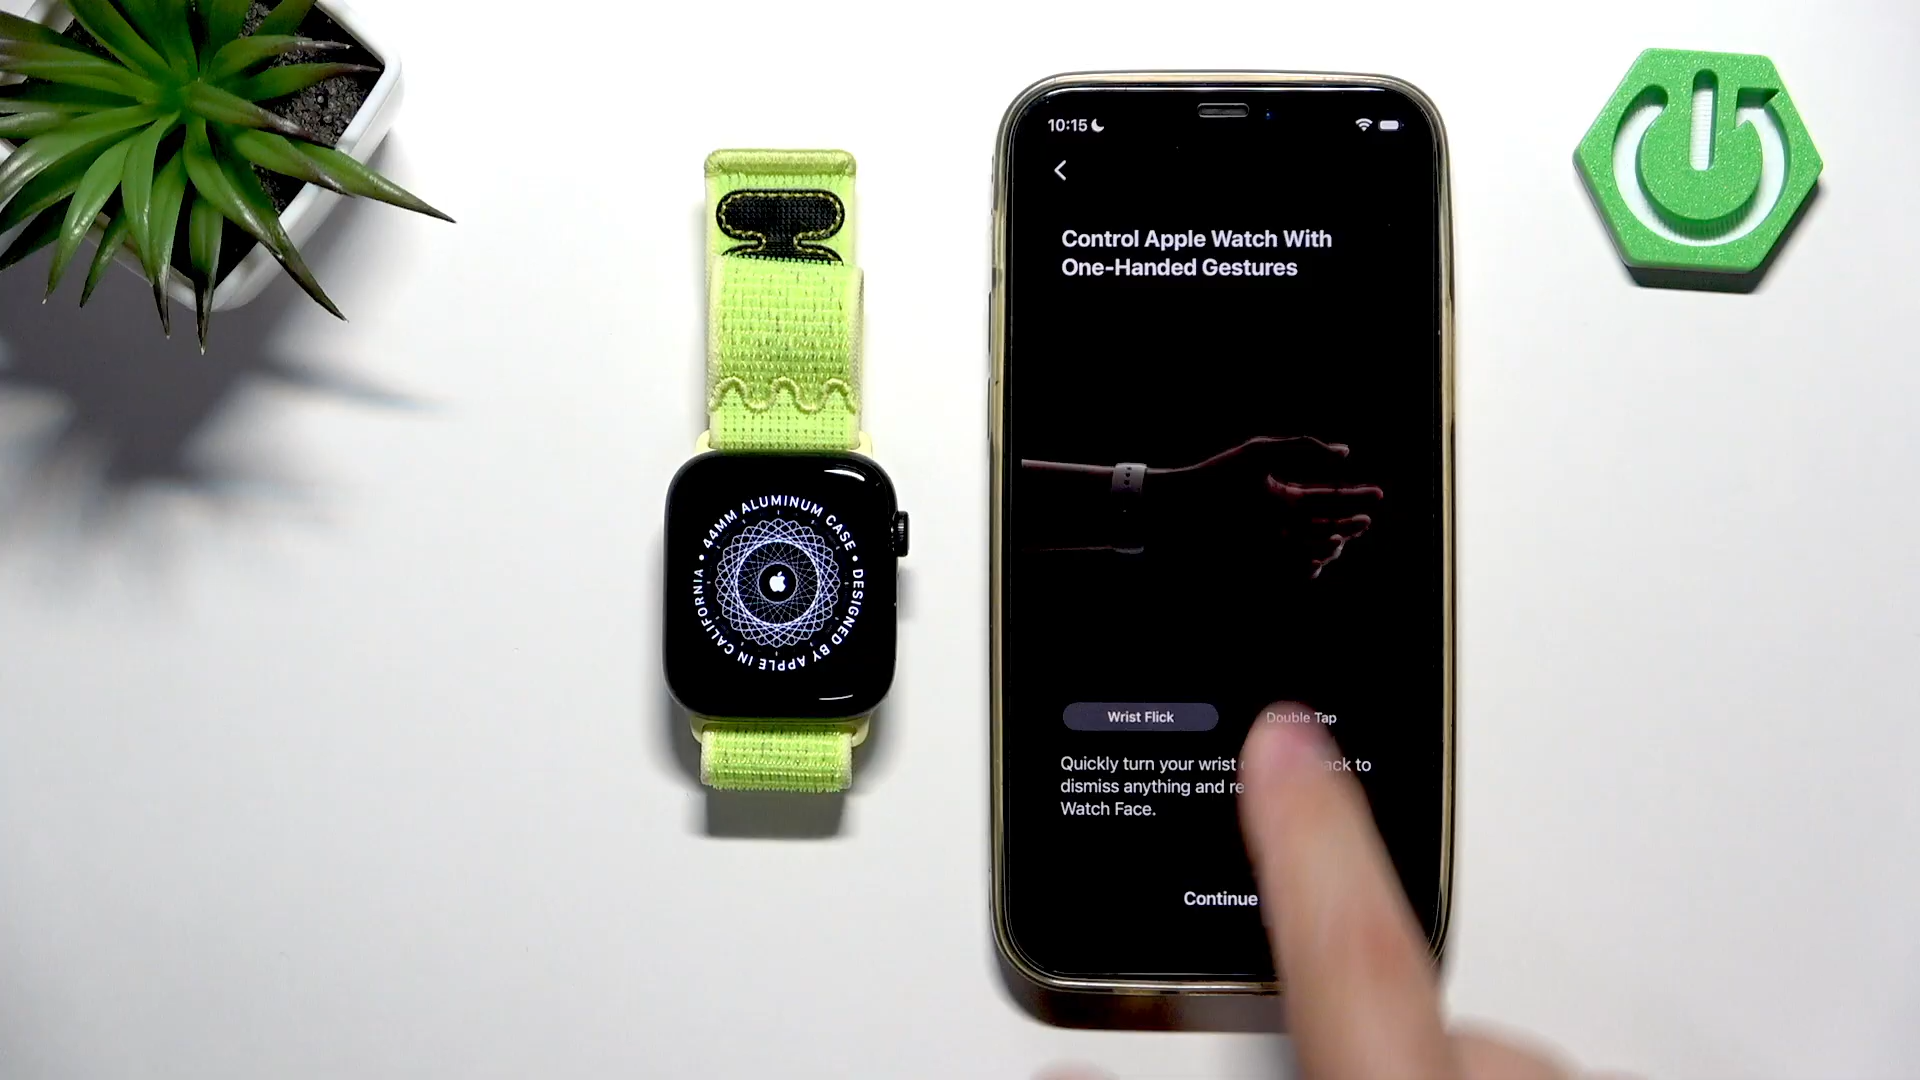 44MM ALUMINUM CASE • DESIGNED BY APPLE IN CALIFORNIA •
10:15
Control Apple Watch With
One-Handed Gestures
Wrist Flick
Double Tap
Quickly turn your wrist ack to
dismiss anything and re
Watch Face.
Continue